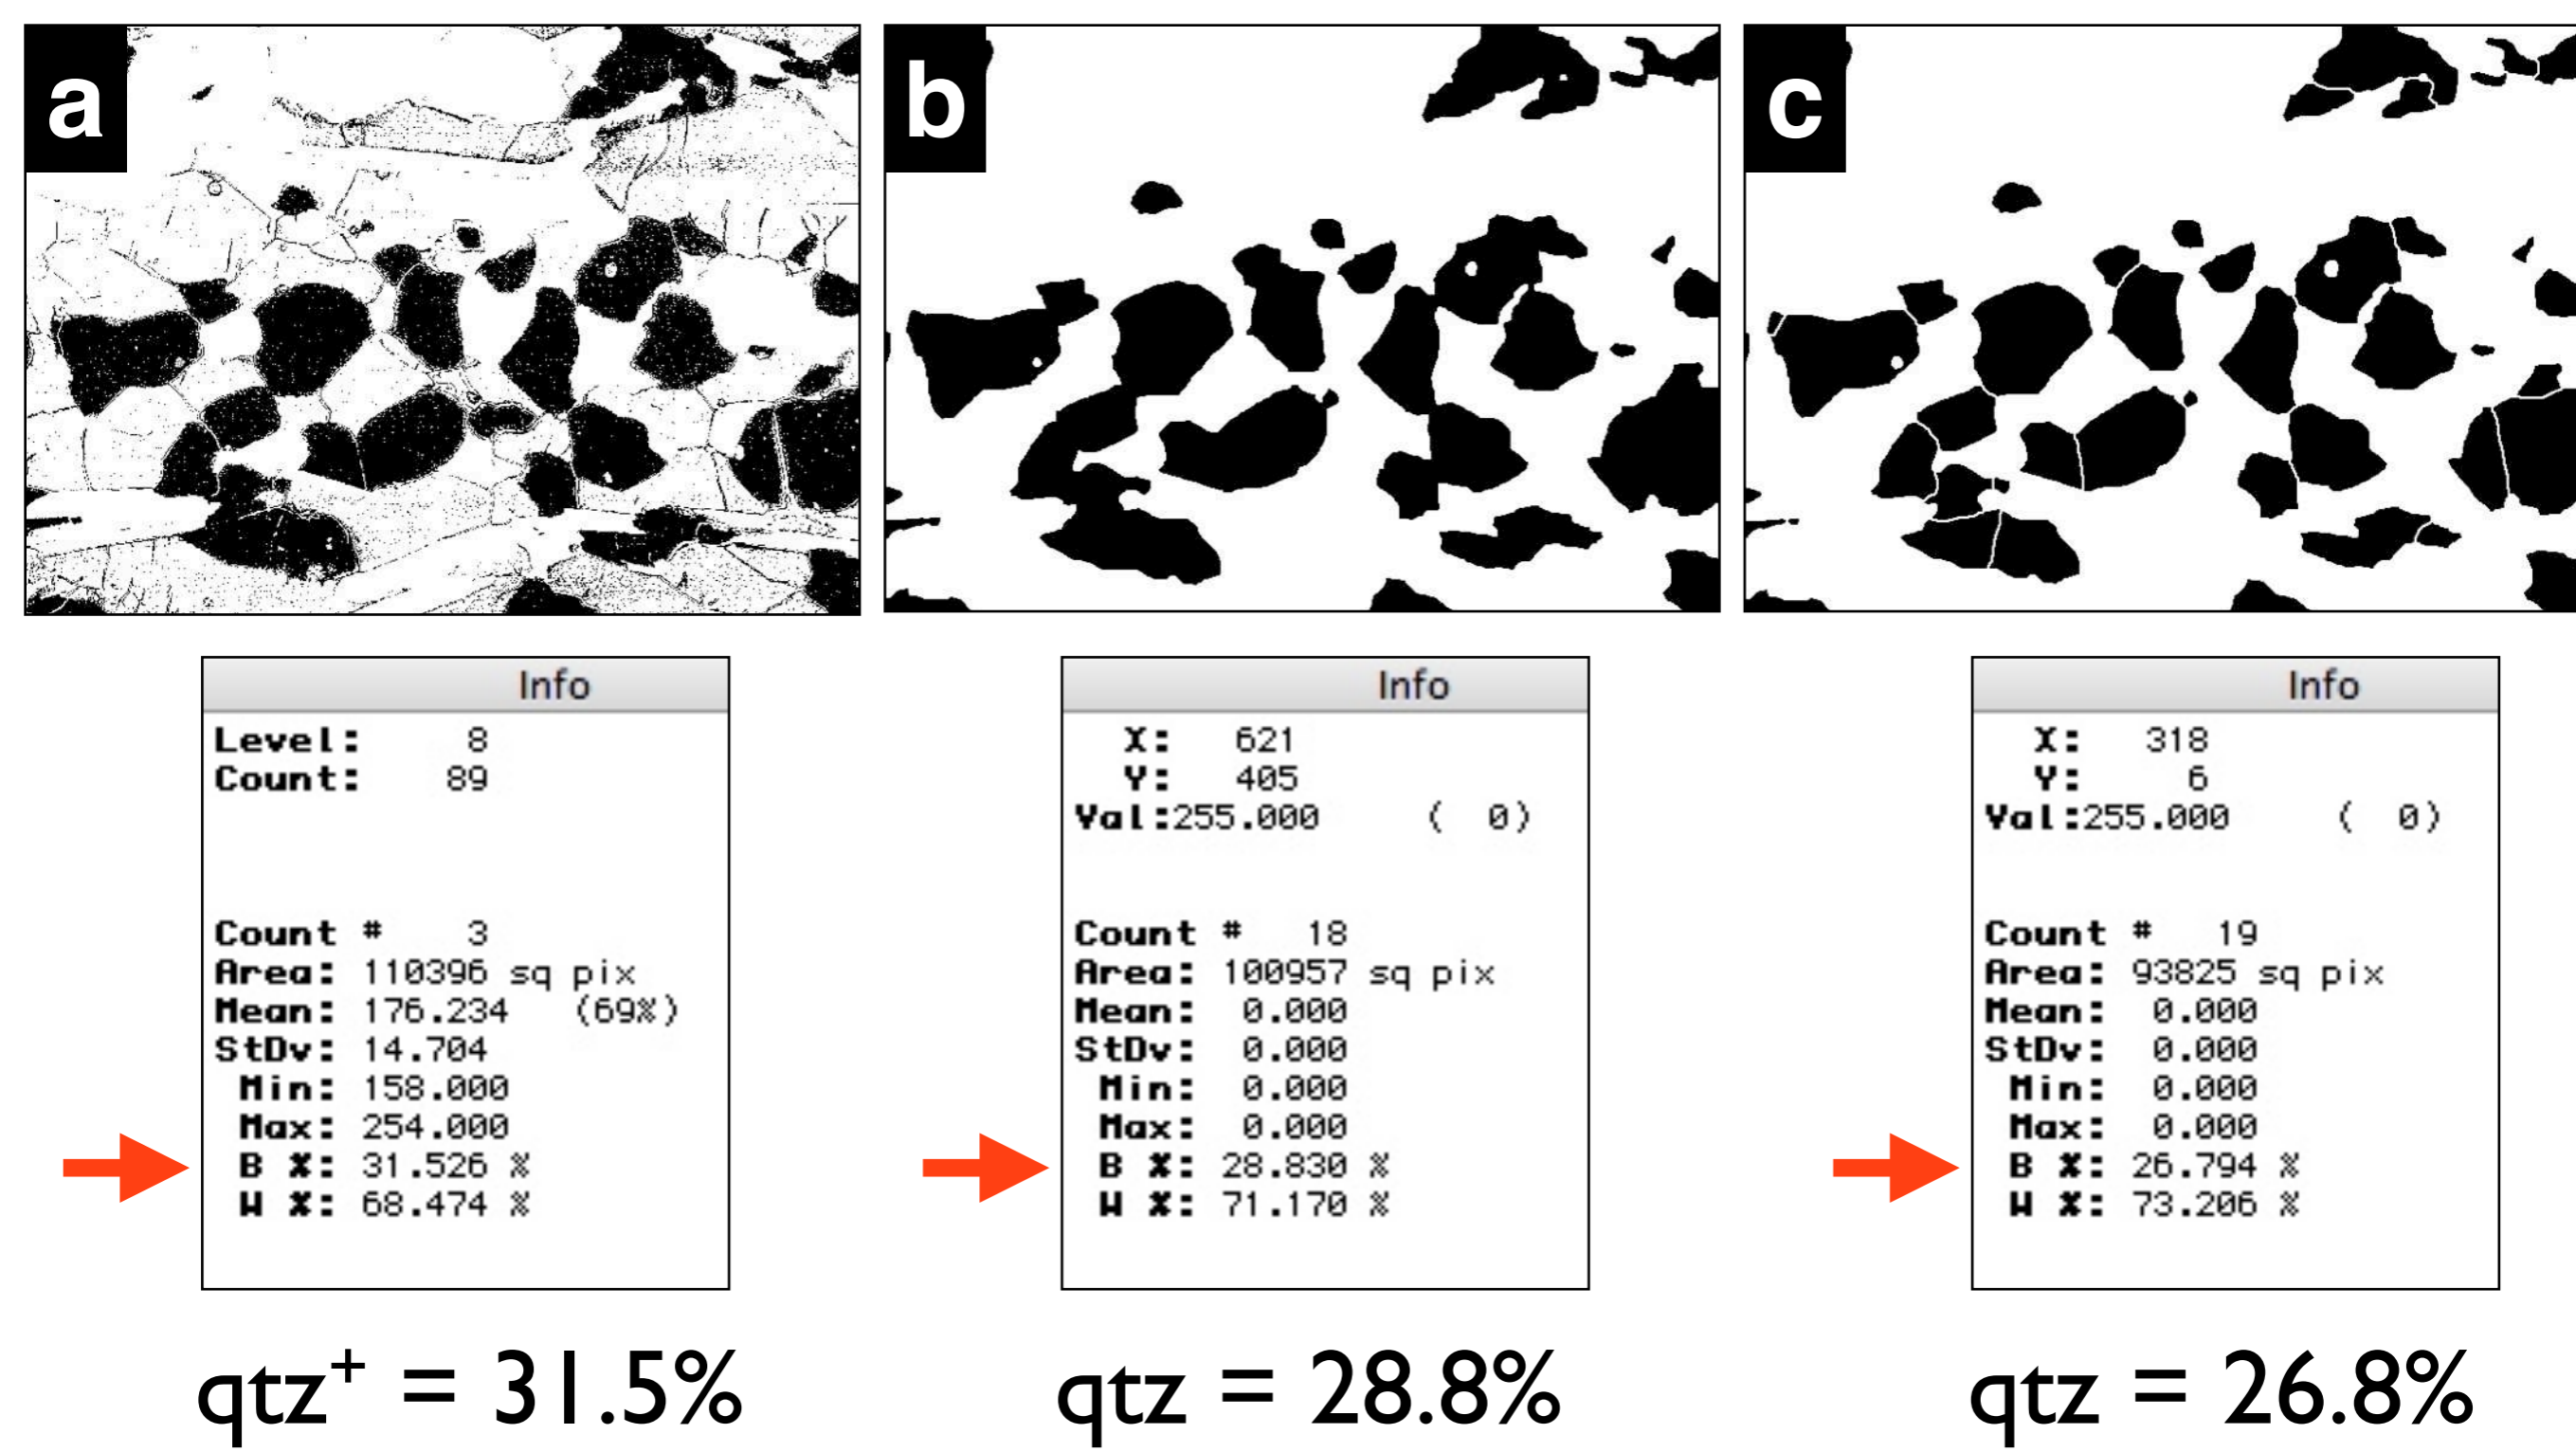 a
b
c
Info
Level: 8
Count: 89
Count # 3
Area: 110396 sq pix
Mean: 176.234 (69%)
StDv: 14.704
Min: 158.000
Max: 254.000
B %: 31.526 %
W %: 68.474 %
qtz+ = 31.5%
Info
X: 621
Y: 405
Val:255.000 ( 0)
Count # 18
Area: 100957 sq pix
Mean: 0.000
StDv: 0.000
Min: 0.000
Max: 0.000
B %: 28.830 %
W %: 71.170 %
qtz = 28.8%
Info
X: 318
Y: 6
Val:255.000 ( 0)
Count # 19
Area: 93825 sq pix
Mean: 0.000
StDv: 0.000
Min: 0.000
Max: 0.000
B %: 26.794 %
W %: 73.206 %
qtz = 26.8%